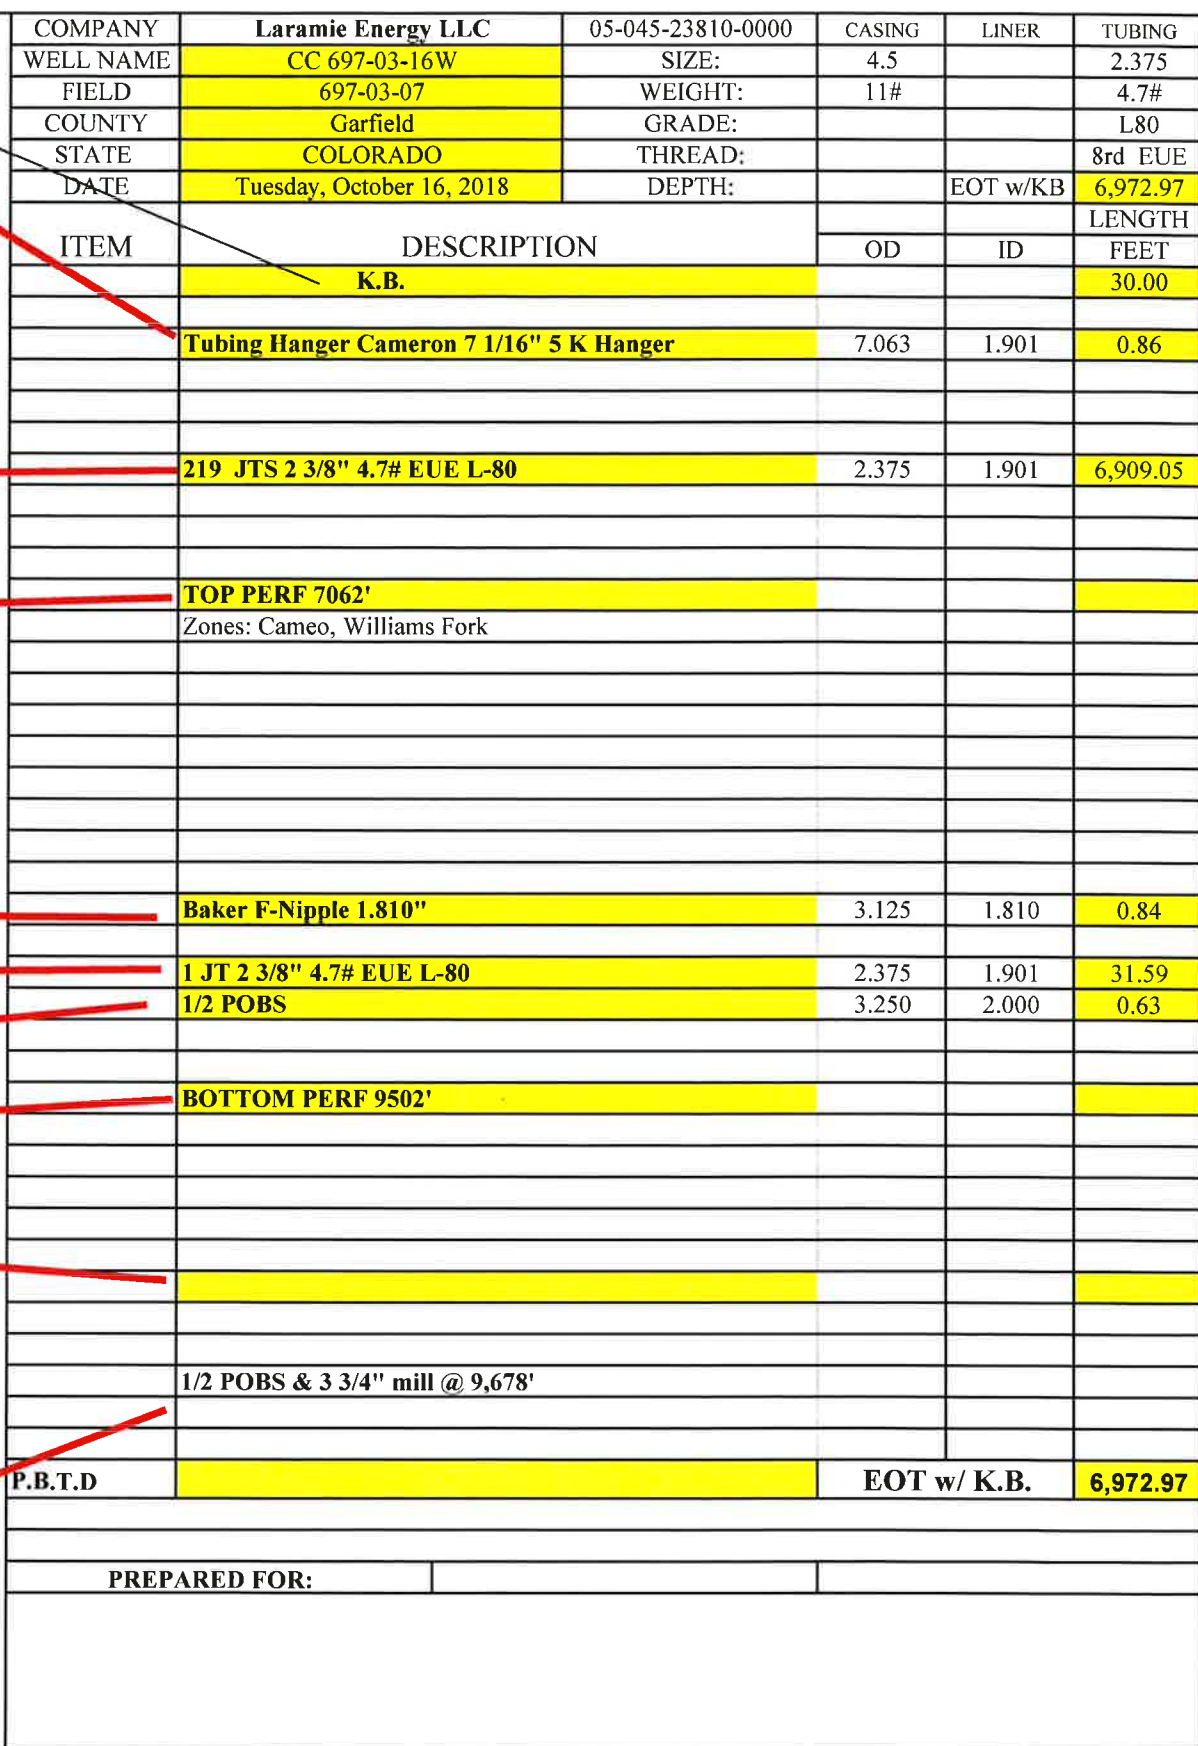 COMPANY Laramie Energy LLC 05-045-23810-0000 CASING LINER TUBING
WELL NAME CC 697-03-16W SIZE: 4.5 2.375
FIELD 697-03-07 WEIGHT: 11# 4.7#
COUNTY Garfield GRADE: L80
STATE COLORADO THREAD: 8rd EUE
DATE Tuesday, October 16, 2018 DEPTH: EOT w/KB 6,972.97
LENGTH
ITEM DESCRIPTION OD ID FEET
K.B. 30.00
Tubing Hanger Cameron 7 1/16" 5 K Hanger 7.063 1.901 0.86
219 JTS 2 3/8" 4.7# EUE L-80 2.375 1.901 6,909.05
TOP PERF 7062'
Zones: Cameo, Williams Fork
Baker F-Nipple 1.810" 3.125 1.810 0.84
1 JT 2 3/8" 4.7# EUE L-80 2.375 1.901 31.59
1/2 POBS 3.250 2.000 0.63
BOTTOM PERF 9502'
1/2 POBS & 3 3/4" mill @ 9,678'
P.B.T.D EOT w/ K.B. 6,972.97
PREPARED FOR: